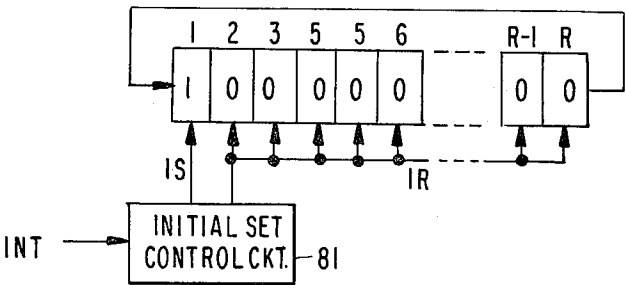 1 2 3 5 5 6 R-1 R
1 0 0 0 0 0 0 0
IS
IR
INT
INITIAL SET
CONTROL CKT.
81